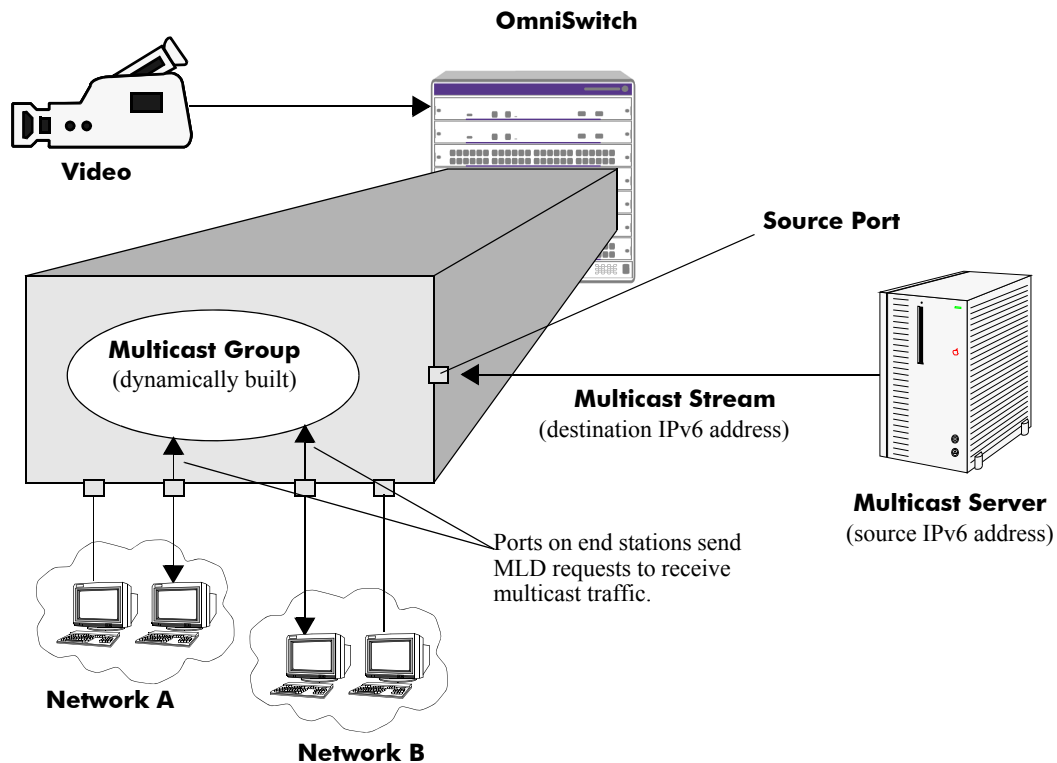 OmniSwitch
Video
Source Port
Multicast Group
(dynamically built)
Multicast Stream
(destination IPv6 address)
Multicast Server
(source IPv6 address)
Ports on end stations send
MLD requests to receive
multicast traffic.
Network A
Network B